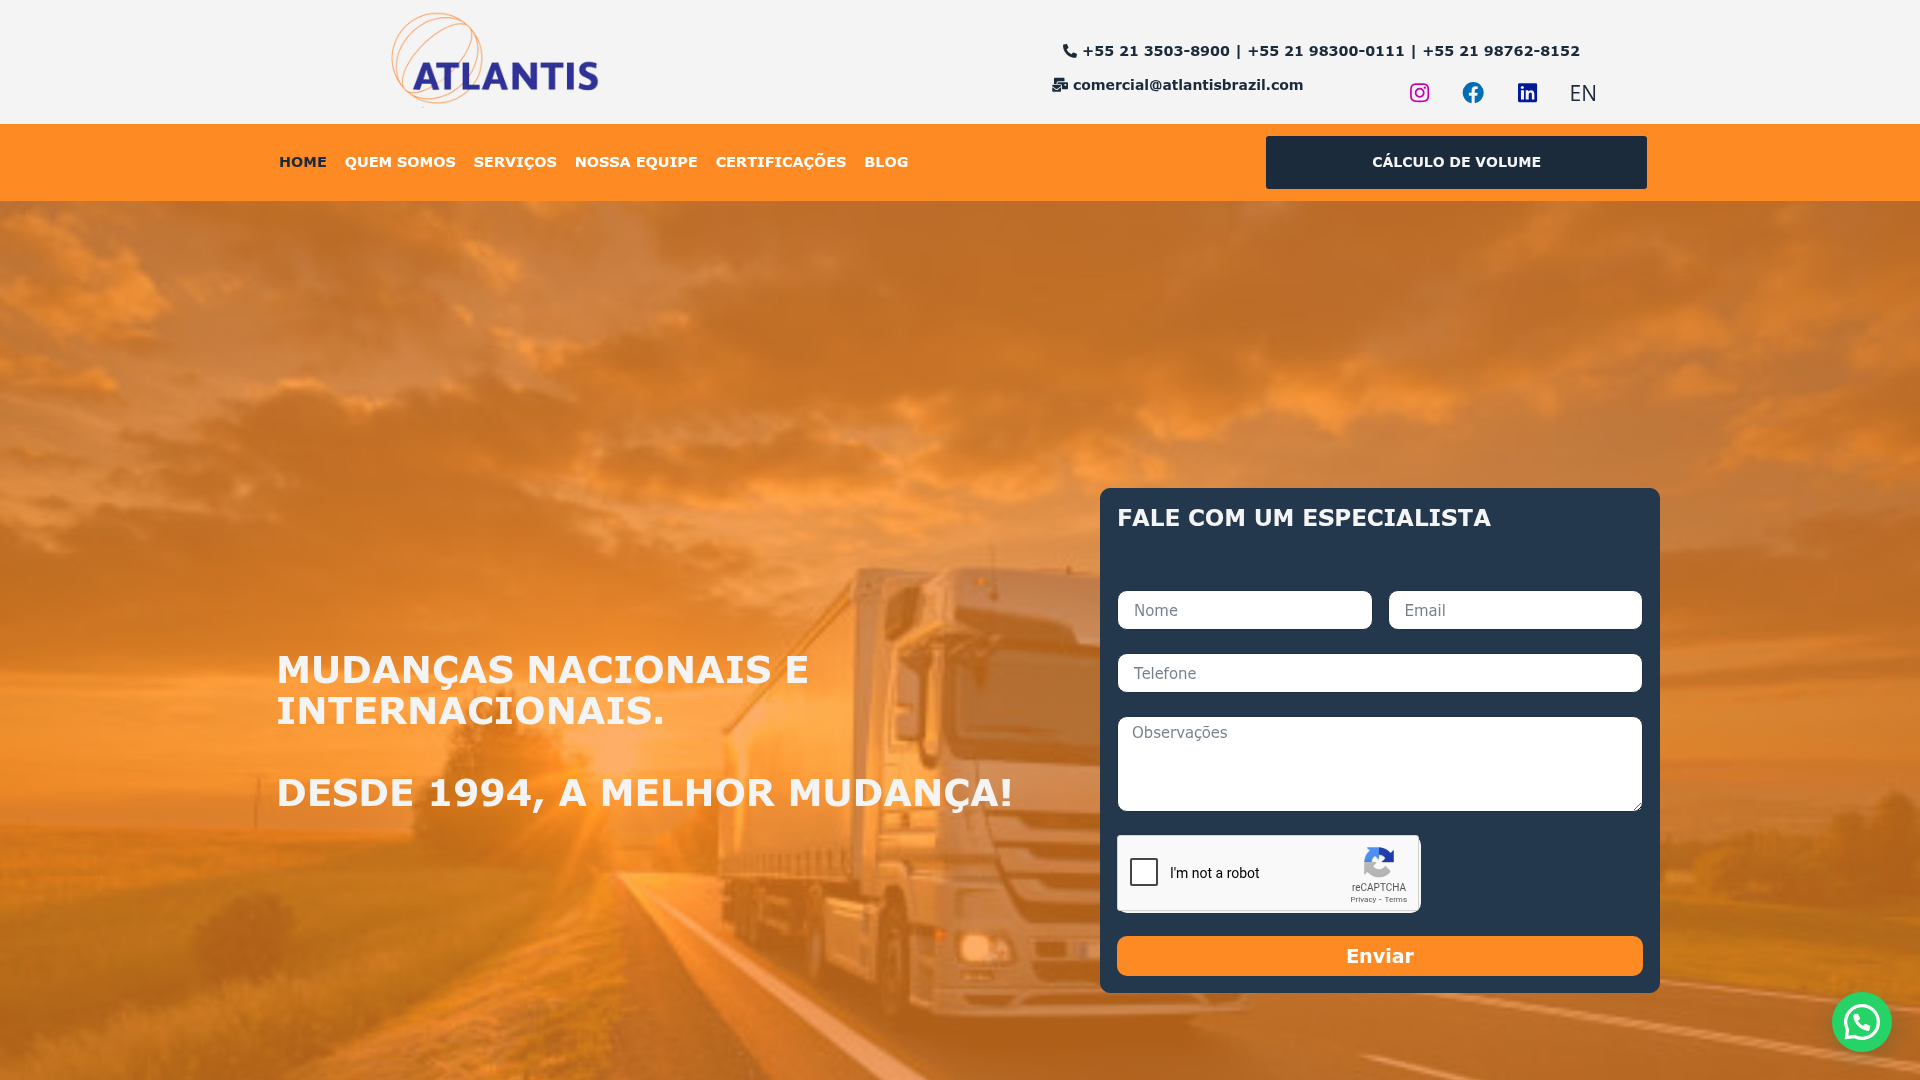 ATLANTIS
+55 21 3503-8900 | +55 21 98300-0111 | +55 21 98762-8152
comercial@atlantisbrazil.com
EN
HOME QUEM SOMOS SERVIÇOS NOSSA EQUIPE CERTIFICAÇÕES BLOG
CÁLCULO DE VOLUME
MUDANÇAS NACIONAIS E
INTERNACIONAIS.
DESDE 1994, A MELHOR MUDANÇA!
FALE COM UM ESPECIALISTA
Nome
Email
Telefone
Observações
I'm not a robot
reCAPTCHA
Privacy - Terms
Enviar